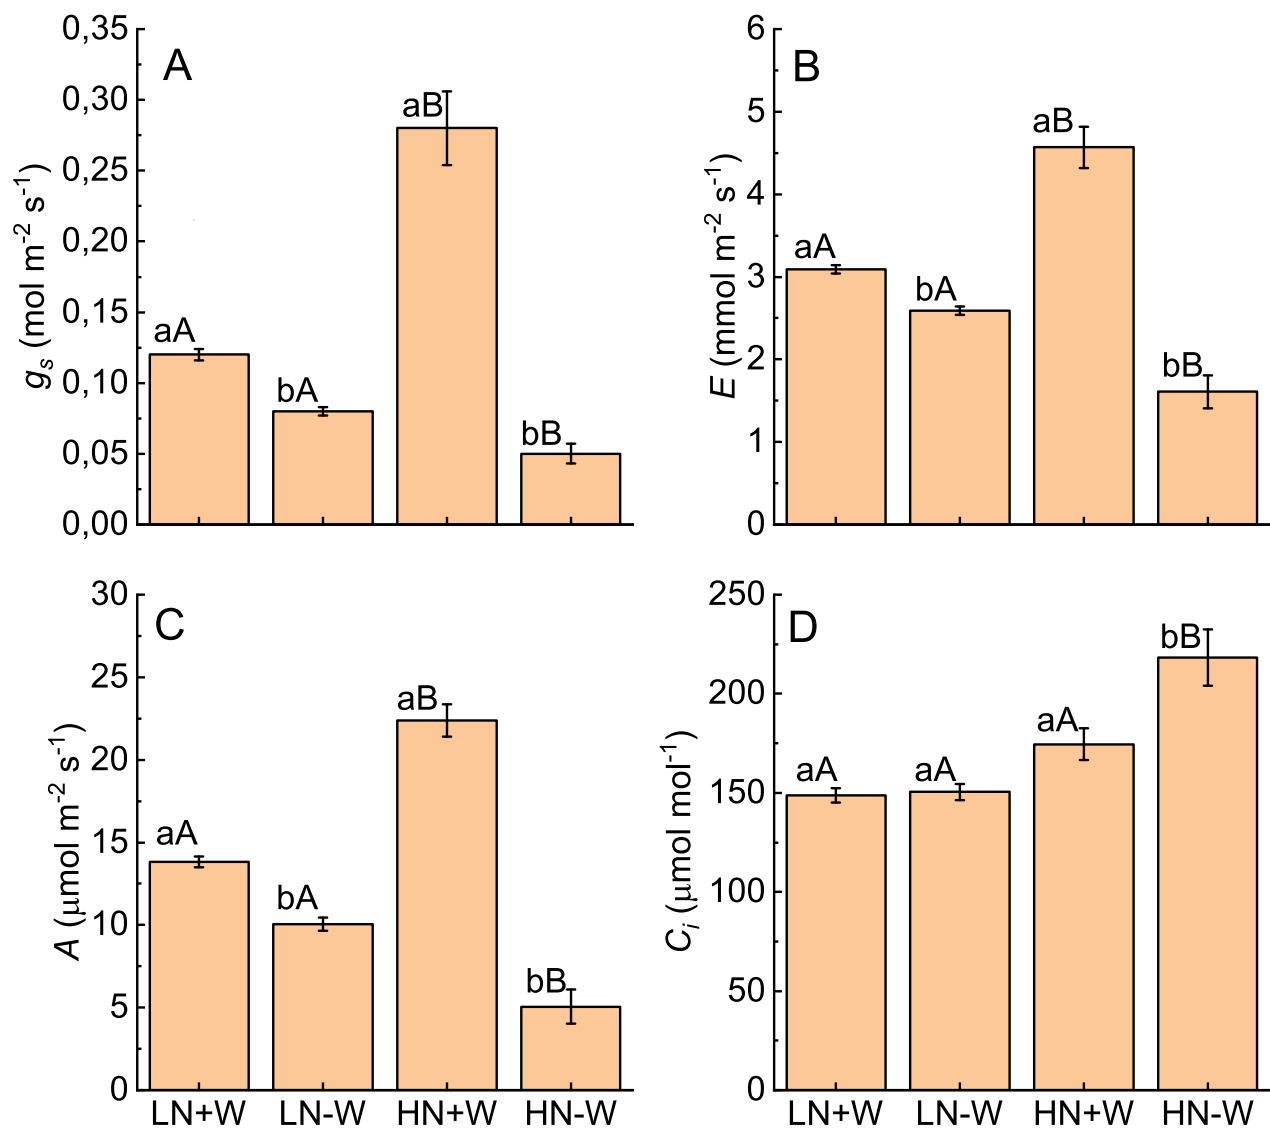 A
gs (mol m-2 s-1)
0,35
0,30
0,25
0,20
0,15
0,10
0,05
0,00
aA
bA
aB
bB
B
E (mmol m-2 s-1)
6
5
4
3
2
1
0
aA
bA
aB
bB
C
A (μmol m-2 s-1)
30
25
20
15
10
5
0
aA
bA
aB
bB
LN+W
LN-W
HN+W
HN-W
D
Ci (μmol mol-1)
250
200
150
100
50
0
aA
aA
aA
bB
LN+W
LN-W
HN+W
HN-W